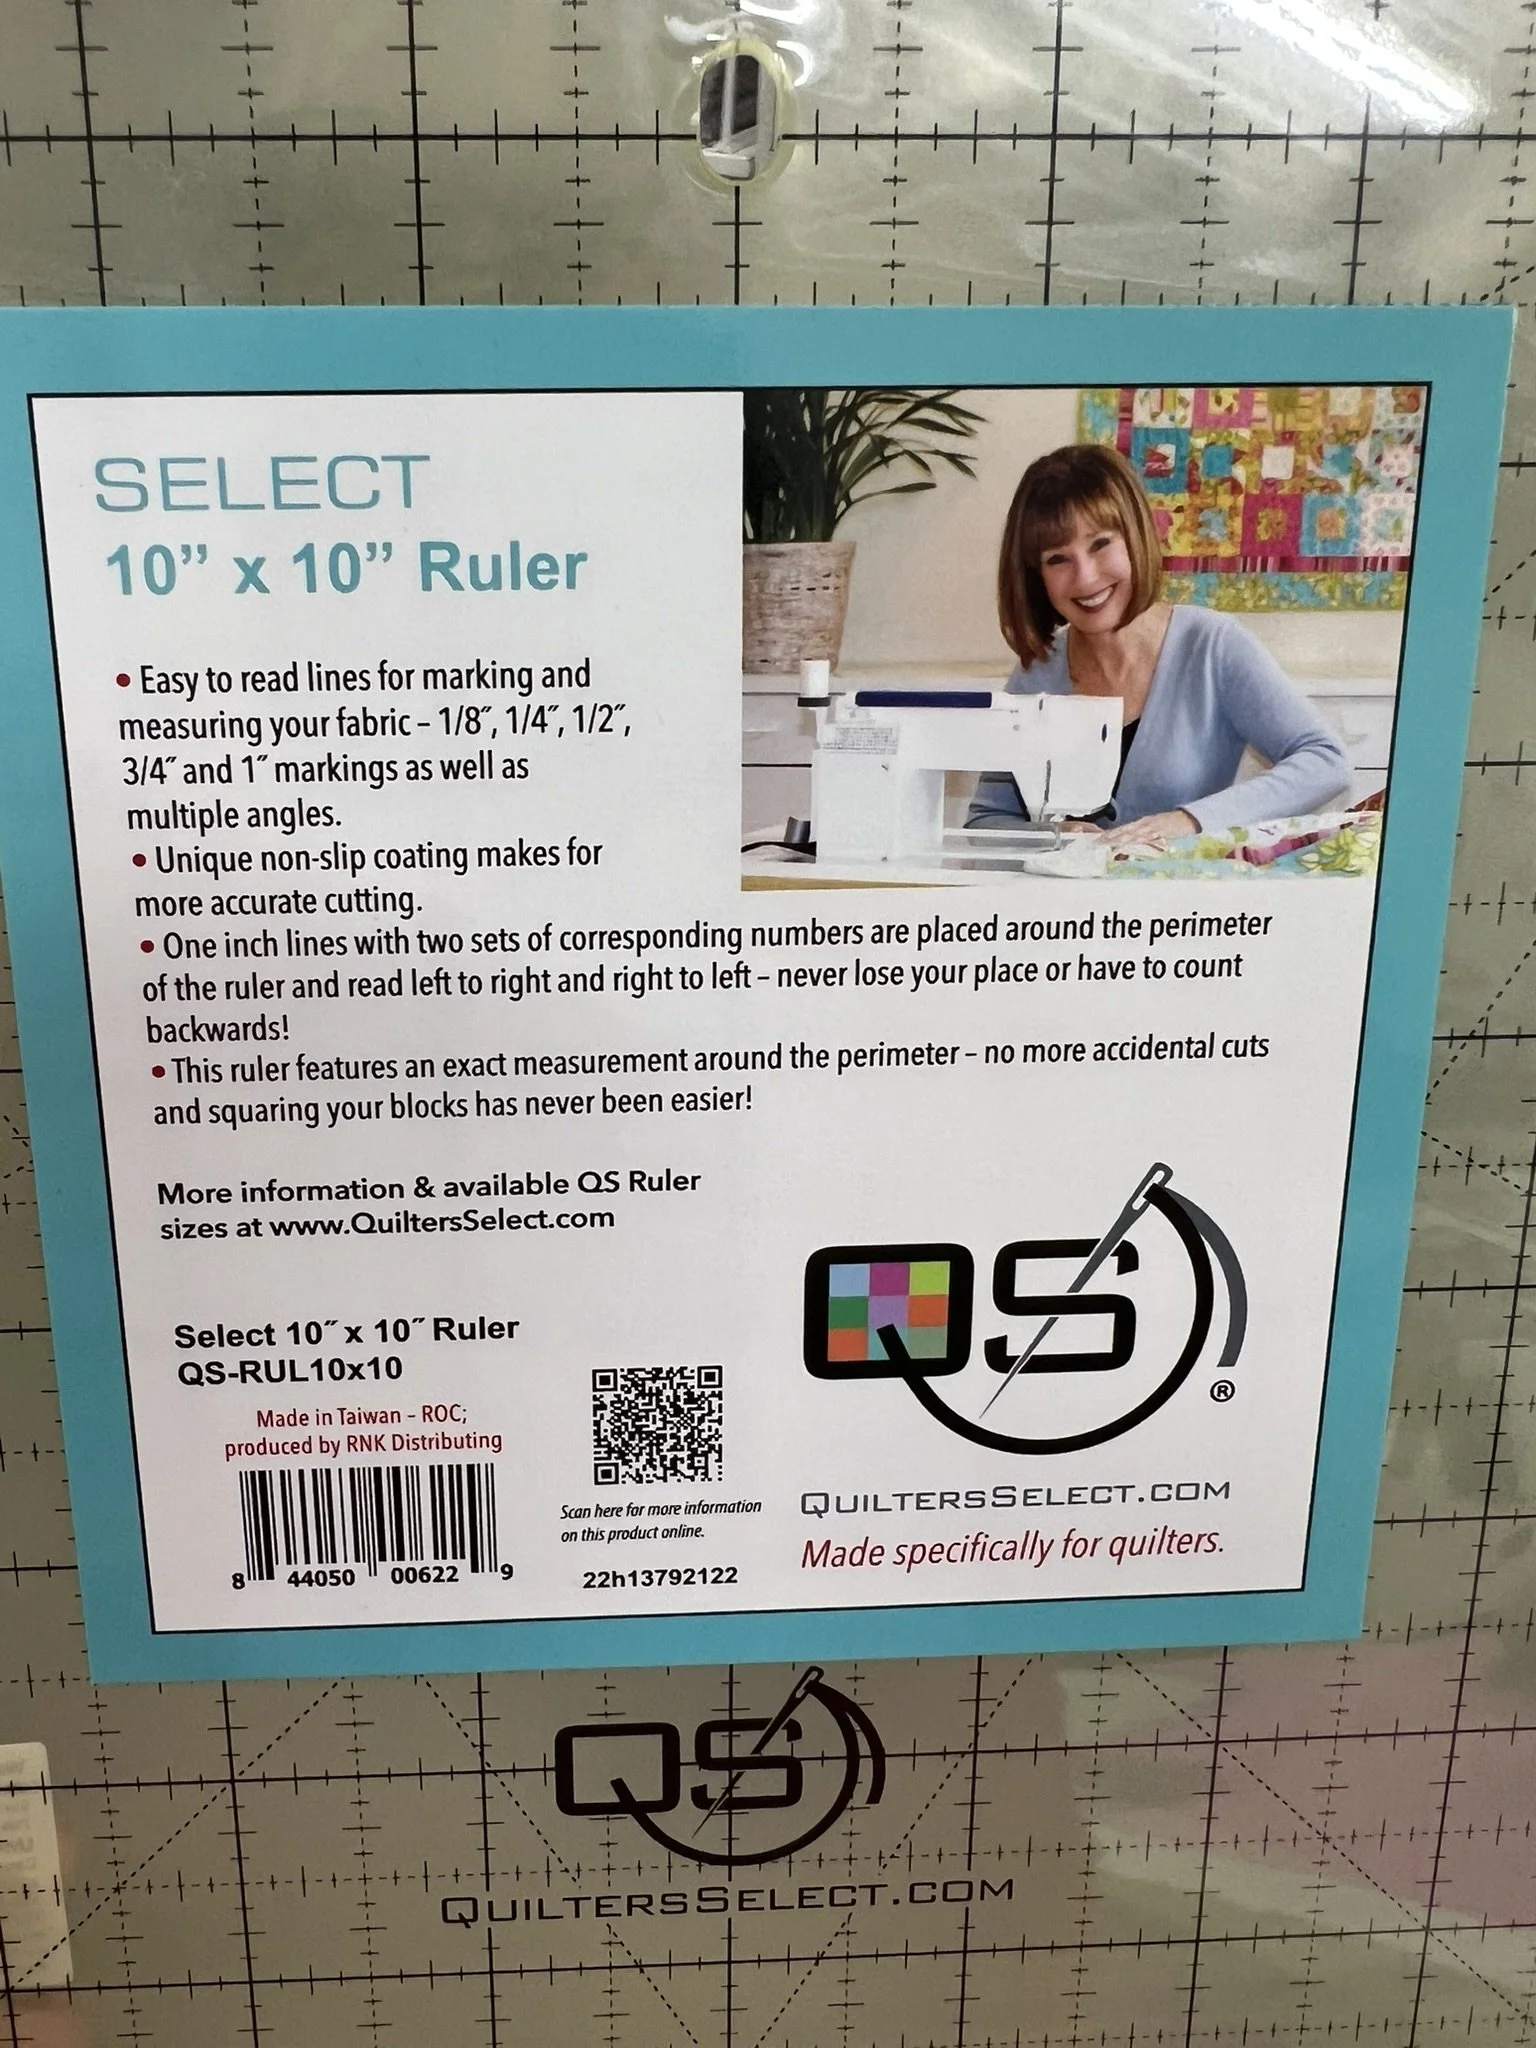 SELECT
10” x 10” Ruler
• Easy to read lines for marking and
measuring your fabric – 1/8˝, 1/4˝, 1/2˝,
3/4˝ and 1˝ markings as well as
multiple angles.
• Unique non-slip coating makes for
more accurate cutting.
• One inch lines with two sets of corresponding numbers are placed around the perimeter
of the ruler and read left to right and right to left – never lose your place or have to count
backwards!
• This ruler features an exact measurement around the perimeter – no more accidental cuts
and squaring your blocks has never been easier!
More information & available QS Ruler
sizes at www.QuiltersSelect.com
Select 10˝ x 10˝ Ruler
QS-RUL10x10
Made in Taiwan – ROC;
produced by RNK Distributing
8 44050 00622 9
Scan here for more information
on this product online.
22h13792122
QS®
QUILTERSSELECT.COM
Made specifically for quilters.
QS
QUILTERSSELECT.COM